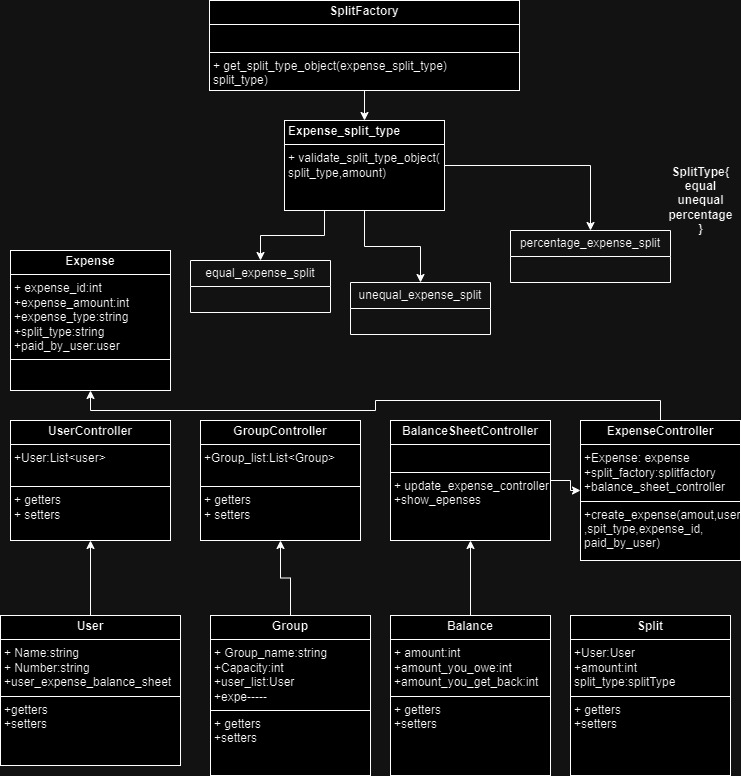 SplitFactory
+ get_split_type_object(expense_split_type)
split_type)
Expense_split_type
+ validate_split_type_object(
split_type,amount)
SplitType{
equal
unequal
percentage
}
percentage_expense_split
equal_expense_split
unequal_expense_split
Expense
+ expense_id:int
+expense_amount:int
+expense_type:string
+split_type:string
+paid_by_user:user
UserController
+User:List<user>
+ getters
+ setters
GroupController
+Group_list:List<Group>
+ getters
+ setters
BalanceSheetController
+ update_expense_controller
+show_epenses
ExpenseController
+Expense: expense
+split_factory:splitfactory
+balance_sheet_controller
+create_expense(amout,user
,spit_type,expense_id,
paid_by_user)
User
+ Name:string
+ Number:string
+user_expense_balance_sheet
+getters
+setters
Group
+ Group_name:string
+Capacity:int
+user_list:User
+expe-----
+ getters
+setters
Balance
+ amount:int
+amount_you_owe:int
+amount_you_get_back:int
+ getters
+setters
Split
+User:User
+amount:int
split_type:splitType
+ getters
+setters